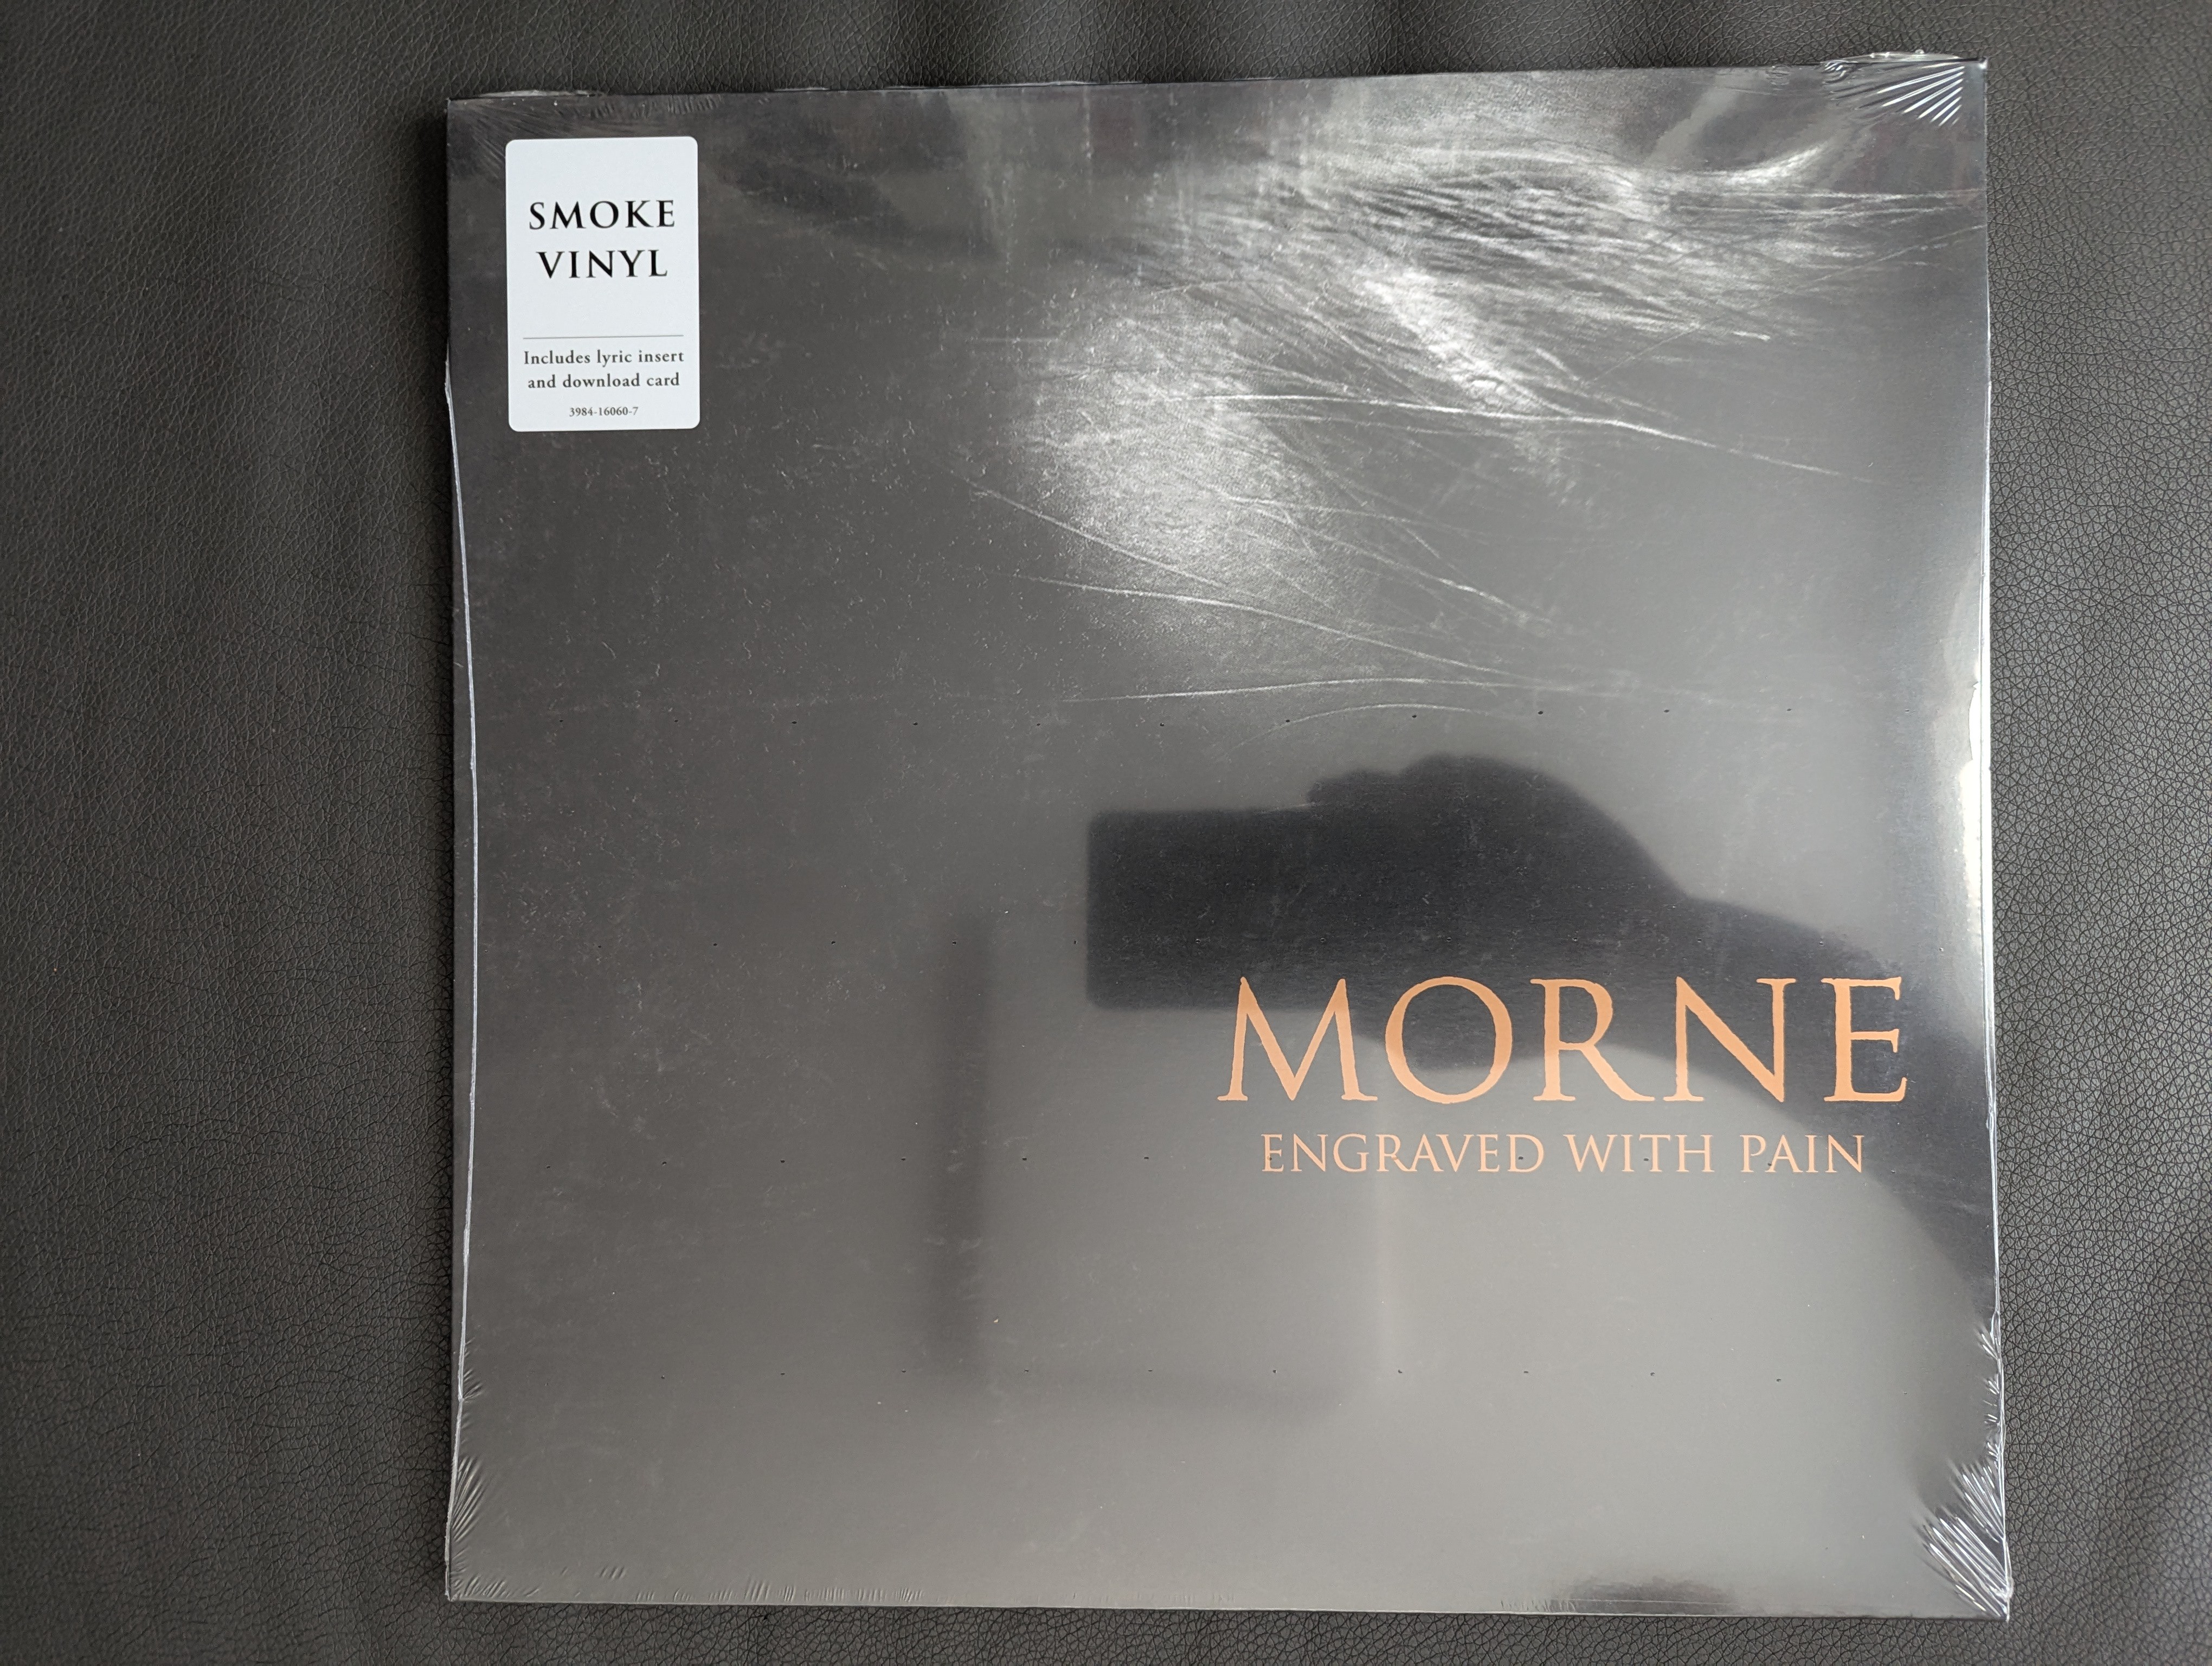 SMOKE
VINYL
Includes lyric insert
and download card
3984-16060-7
MORNE
ENGRAVED WITH PAIN